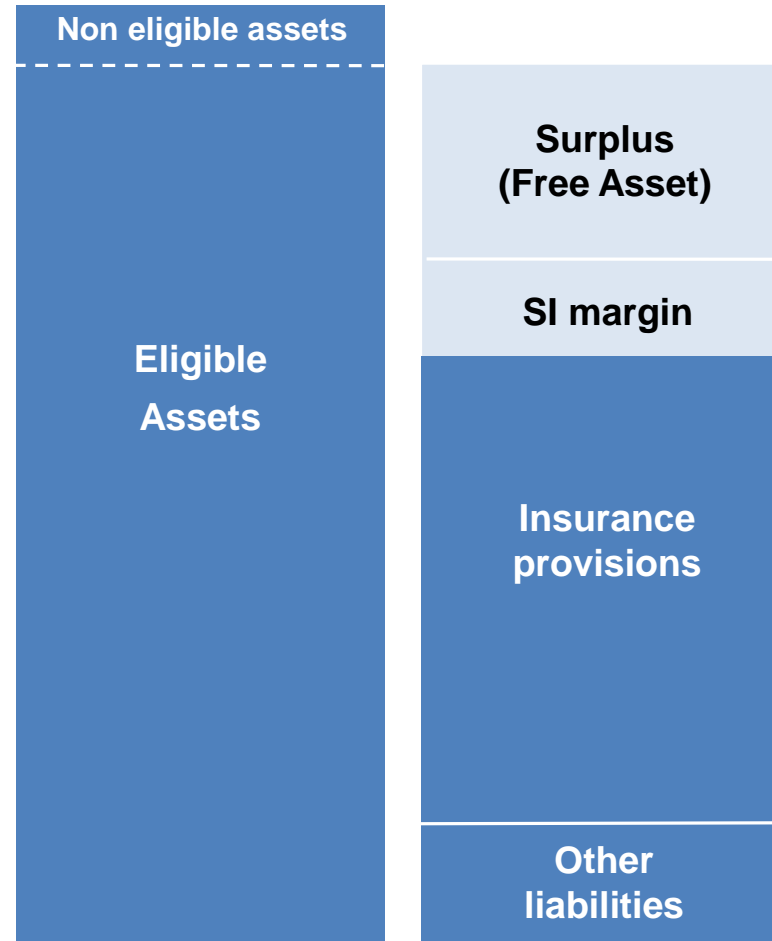 Non eligible assets
Eligible
Assets
Surplus
(Free Asset)
SI margin
Insurance
provisions
Other
liabilities